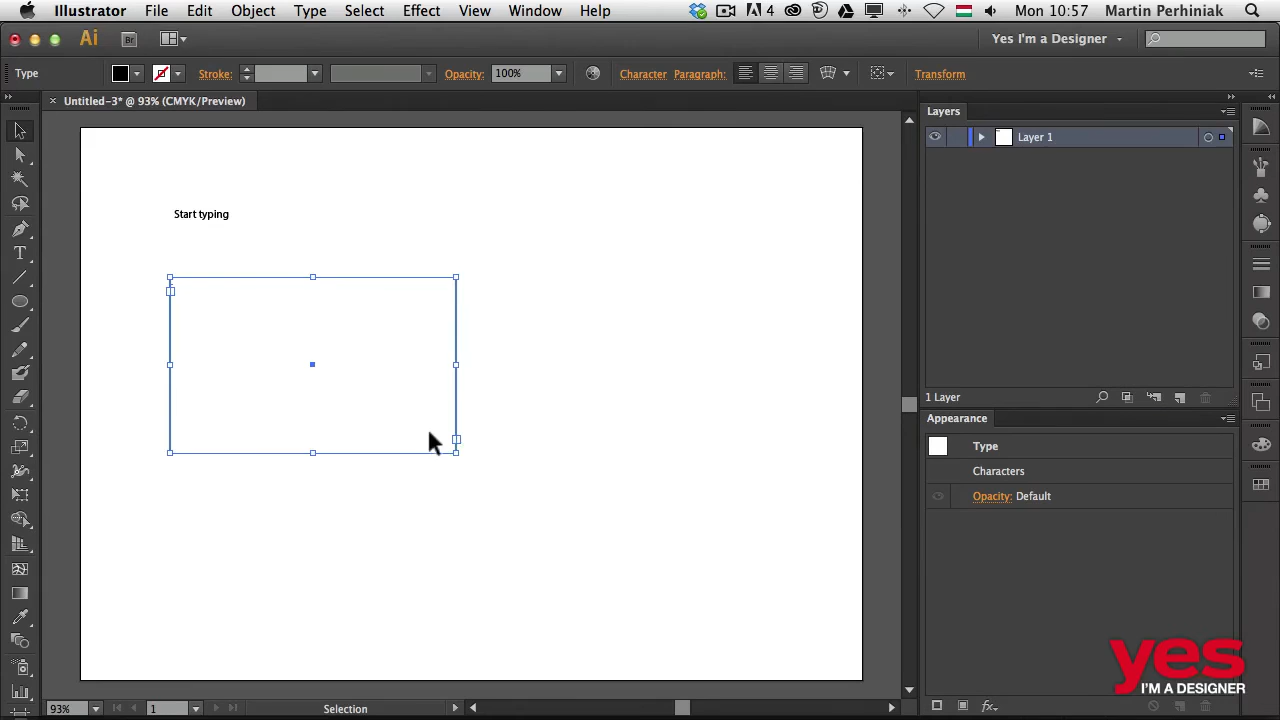 Illustrator File Edit Object Type Select Effect View Window Help 4 Mon 10:57 Martin Perhiniak
Ai Br Yes I'm a Designer
Type Stroke: Opacity: 100% Character Paragraph: Transform
Untitled-3* @ 93% (CMYK/Preview)
Layers
Layer 1
Start typing
1 Layer
Appearance
Type
Characters
Opacity: Default
yes
I'M A DESIGNER
93% 1 Selection fx